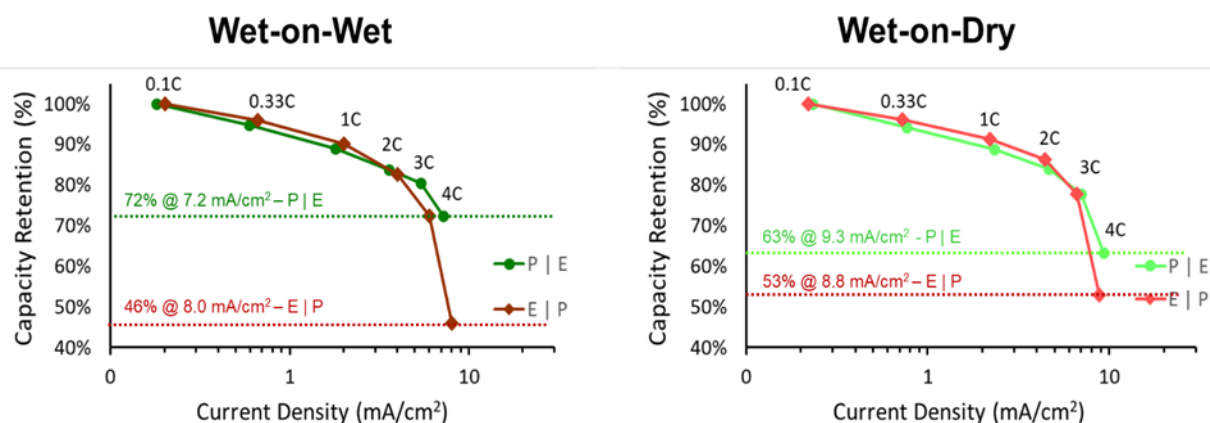 Wet-on-Wet
Capacity Retention (%)
100%
90%
80%
70%
60%
50%
40%
0.1C
0.33C
1C
2C
3C
4C
72% @ 7.2 mA/cm² – P | E
46% @ 8.0 mA/cm² – E | P
P | E
E | P
0
1
10
Current Density (mA/cm²)
Wet-on-Dry
Capacity Retention (%)
100%
90%
80%
70%
60%
50%
40%
0.1C
0.33C
1C
2C
3C
4C
63% @ 9.3 mA/cm² - P | E
53% @ 8.8 mA/cm² – E | P
P | E
E | P
0
1
10
Current Density (mA/cm²)